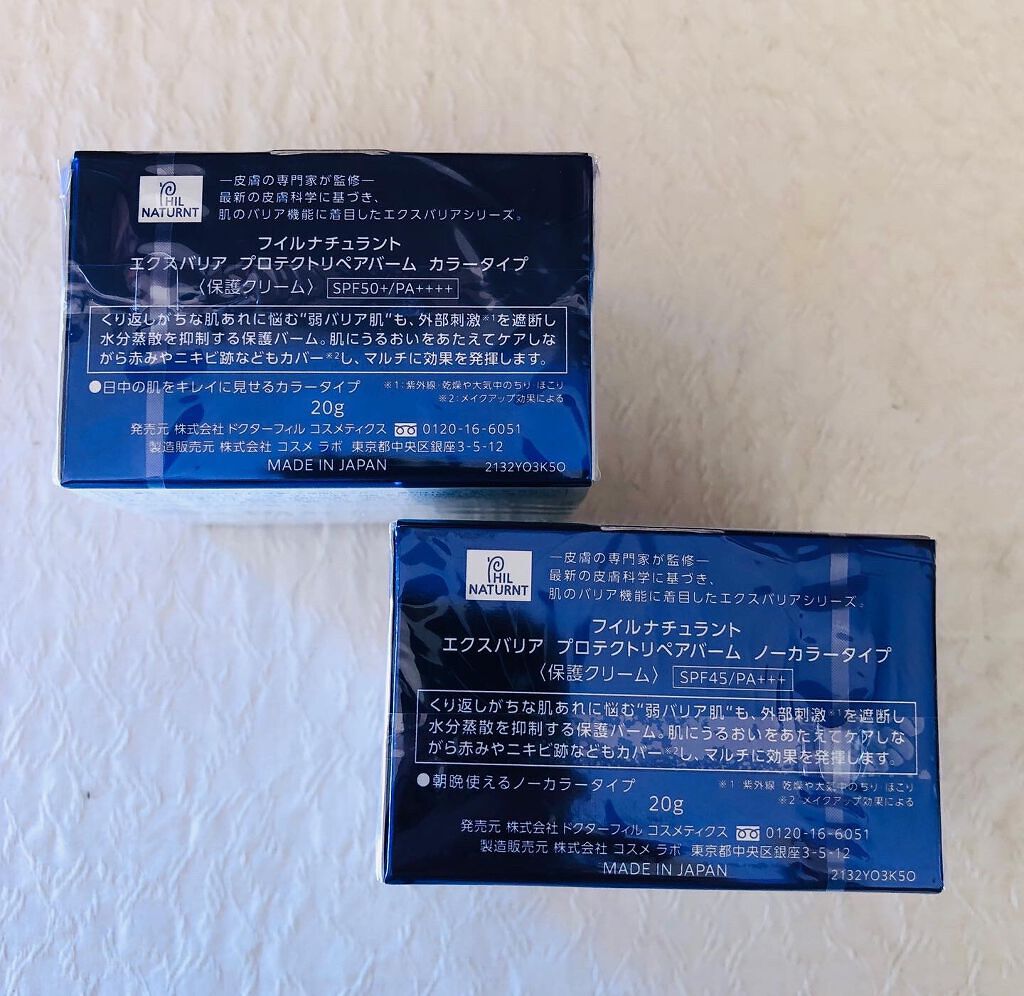 PHIL
NATURNT
―皮膚の専門家が監修―
最新の皮膚科学に基づき、
肌のバリア機能に着目したエクスバリアシリーズ。
フイルナチュラント
エクスバリア プロテクトリペアバーム カラータイプ
〈保護クリーム〉 SPF50+/PA++++
くり返しがちな肌あれに悩む“弱バリア肌”も、外部刺激※1を遮断し
水分蒸散を抑制する保護バーム。肌にうるおいをあたえてケアしな
がら赤みやニキビ跡などもカバー※2し、マルチに効果を発揮します。
●日中の肌をキレイに見せるカラータイプ ※1:紫外線・乾燥や大気中のちり・ほこり
※2:メイクアップ効果による
20g
発売元 株式会社 ドクターフィル コスメティクス 0120-16-6051
製造販売元 株式会社 コスメ ラボ 東京都中央区銀座3-5-12
MADE IN JAPAN 2132YO3K5O
PHIL
NATURNT
―皮膚の専門家が監修―
最新の皮膚科学に基づき、
肌のバリア機能に着目したエクスバリアシリーズ。
フイルナチュラント
エクスバリア プロテクトリペアバーム ノーカラータイプ
〈保護クリーム〉 SPF45/PA+++
くり返しがちな肌あれに悩む“弱バリア肌”も、外部刺激※1を遮断し
水分蒸散を抑制する保護バーム。肌にうるおいをあたえてケアしな
がら赤みやニキビ跡などもカバー※2し、マルチに効果を発揮します。
●朝晩使えるノーカラータイプ ※1:紫外線・乾燥や大気中のちり・ほこり
※2:メイクアップ効果による
20g
発売元 株式会社 ドクターフィル コスメティクス 0120-16-6051
製造販売元 株式会社 コスメ ラボ 東京都中央区銀座3-5-12
MADE IN JAPAN 2132YO3K5O